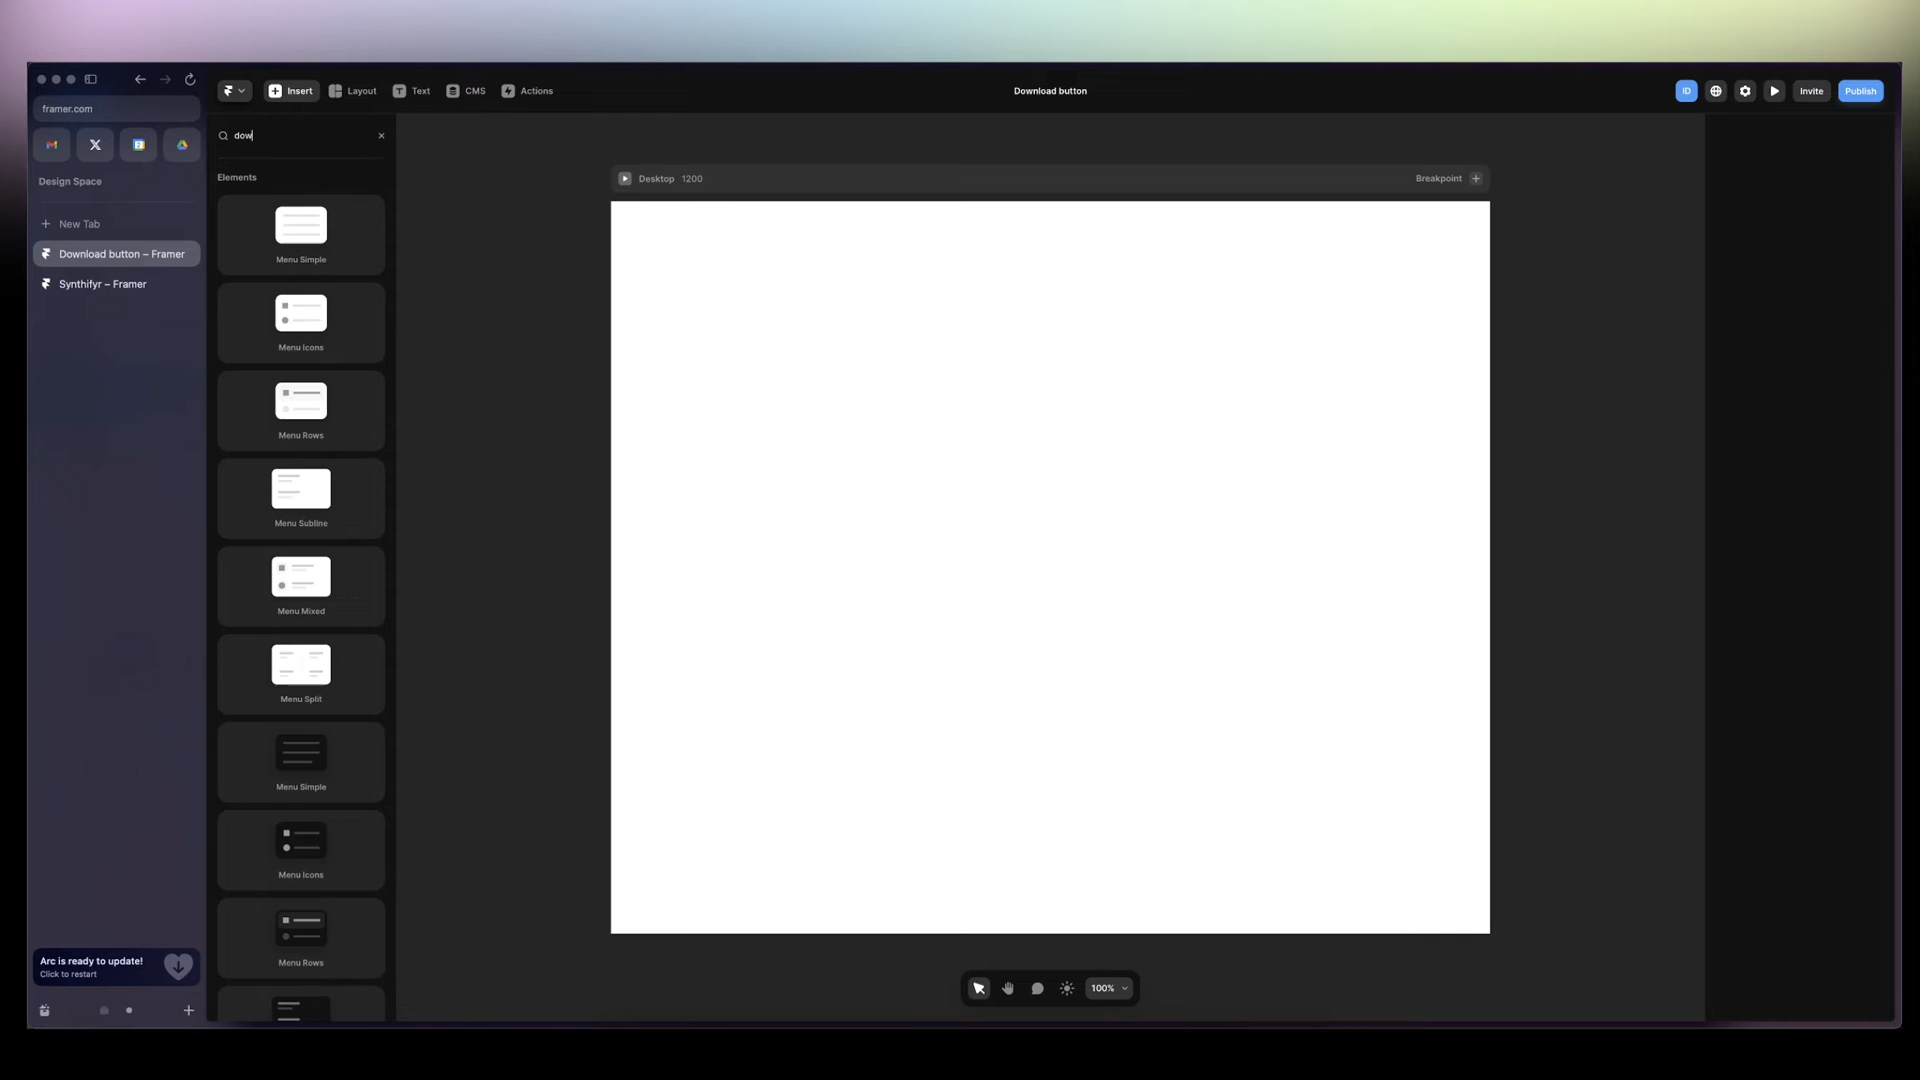 framer.com
Design Space
New Tab
Download button – Framer
Synthifyr – Framer
Arc is ready to update!
Click to restart
Insert
Layout
Text
CMS
Actions
Download button
ID
Invite
Publish
dow
Elements
Menu Simple
Menu Icons
Menu Rows
Menu Subline
Menu Mixed
Menu Split
Menu Simple
Menu Icons
Menu Rows
Desktop 1200
Breakpoint
100%